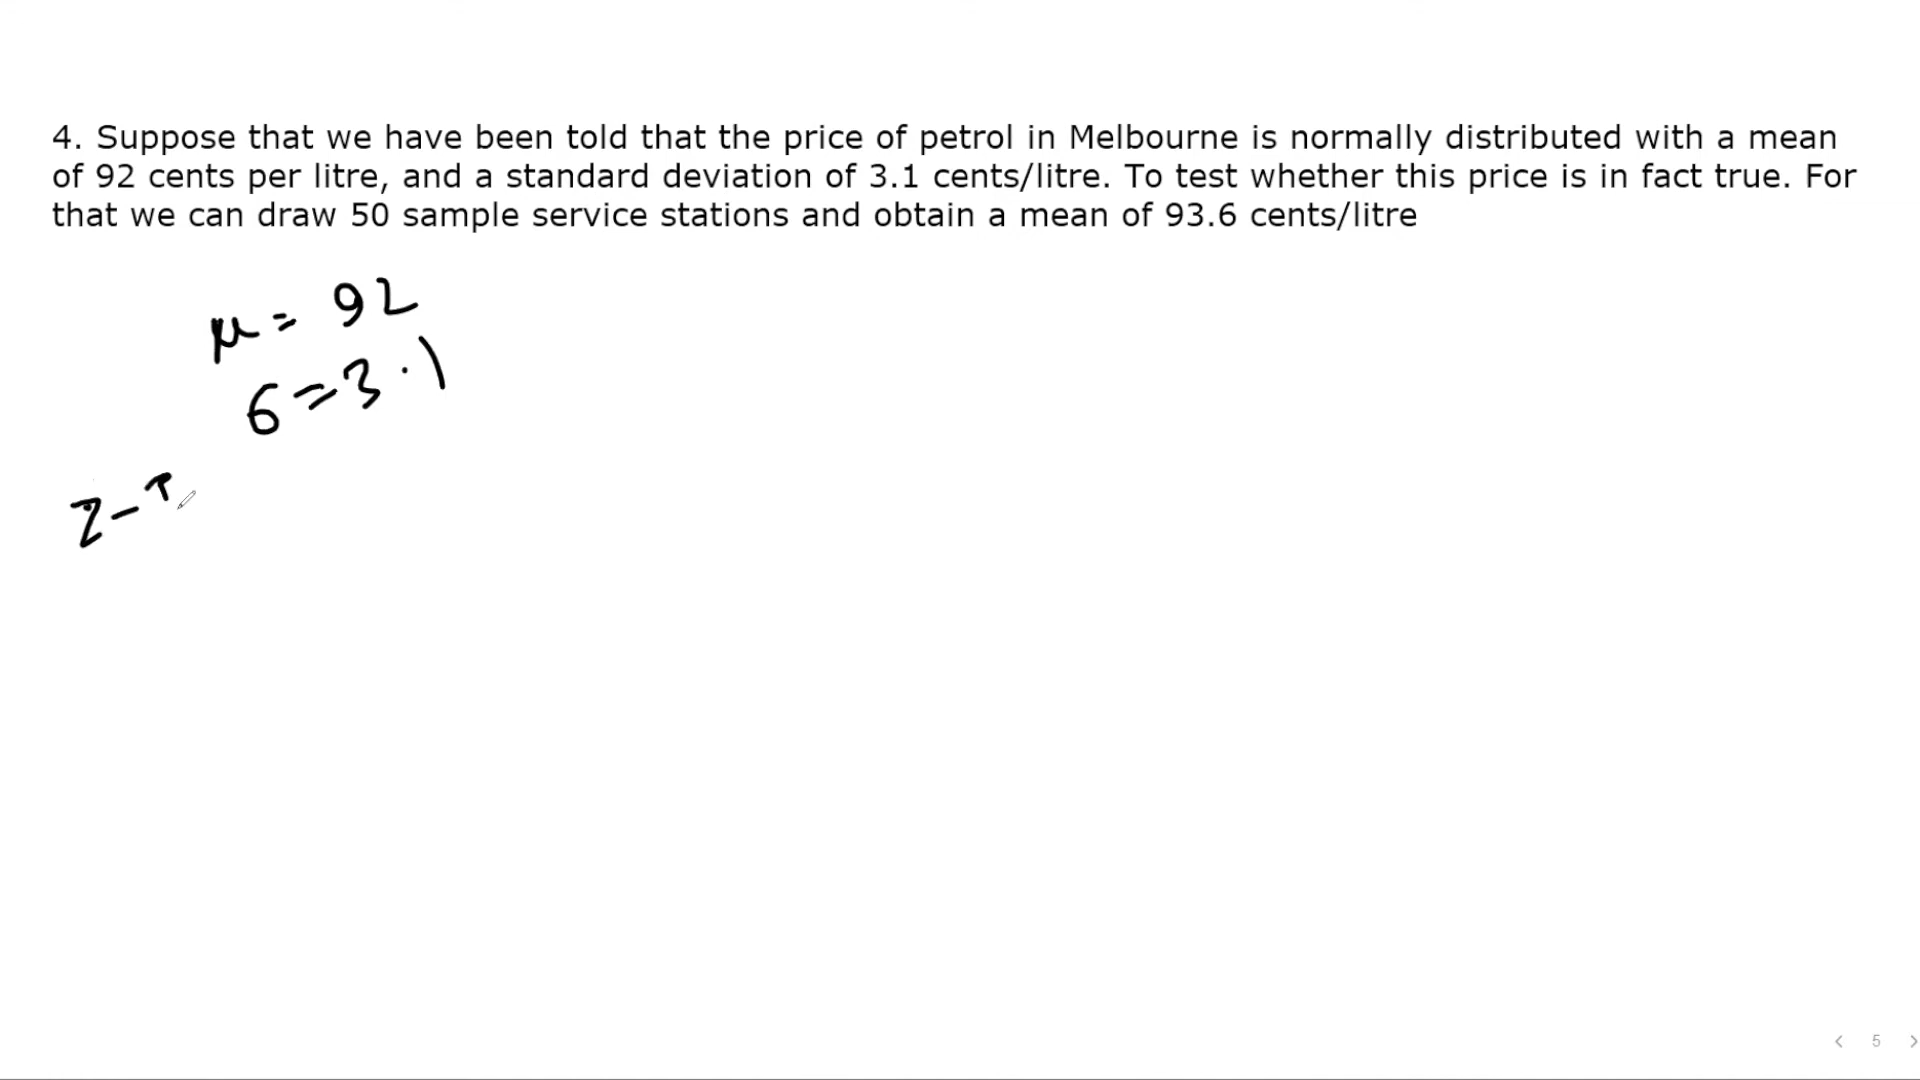 4. Suppose that we have been told that the price of petrol in Melbourne is normally distributed with a mean
of 92 cents per litre, and a standard deviation of 3.1 cents/litre. To test whether this price is in fact true. For
that we can draw 50 sample service stations and obtain a mean of 93.6 cents/litre
μ = 92
σ = 3.1
Z - T
5